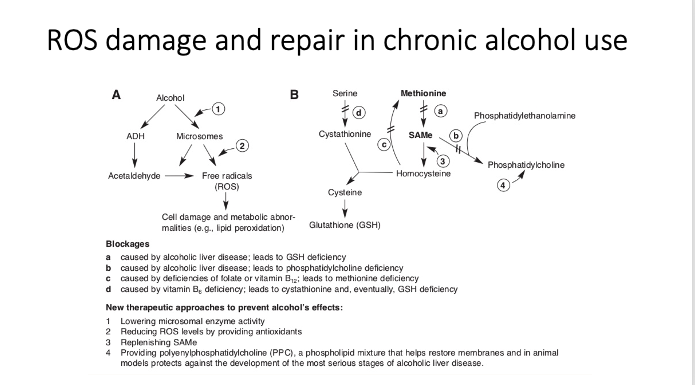 ROS damage and repair in chronic alcohol use
A
Alcohol
1
ADH
Microsomes
2
Acetaldehyde
Free radicals
(ROS)
Cell damage and metabolic abnor-
malities (e.g., lipid peroxidation)
B
Serine
Methionine
d
a
Phosphatidylethanolamine
Cystathionine
SAMe
b
c
3
Phosphatidylcholine
Homocysteine
4
Cysteine
Glutathione (GSH)
Blockages
a caused by alcoholic liver disease; leads to GSH deficiency
b caused by alcoholic liver disease; leads to phosphatidylcholine deficiency
c caused by deficiencies of folate or vitamin B12; leads to methionine deficiency
d caused by vitamin B6 deficiency; leads to cystathionine and, eventually, GSH deficiency
New therapeutic approaches to prevent alcohol's effects:
1 Lowering microsomal enzyme activity
2 Reducing ROS levels by providing antioxidants
3 Replenishing SAMe
4 Providing polyenylphosphatidylcholine (PPC), a phospholipid mixture that helps restore membranes and in animal
models protects against the development of the most serious stages of alcoholic liver disease.